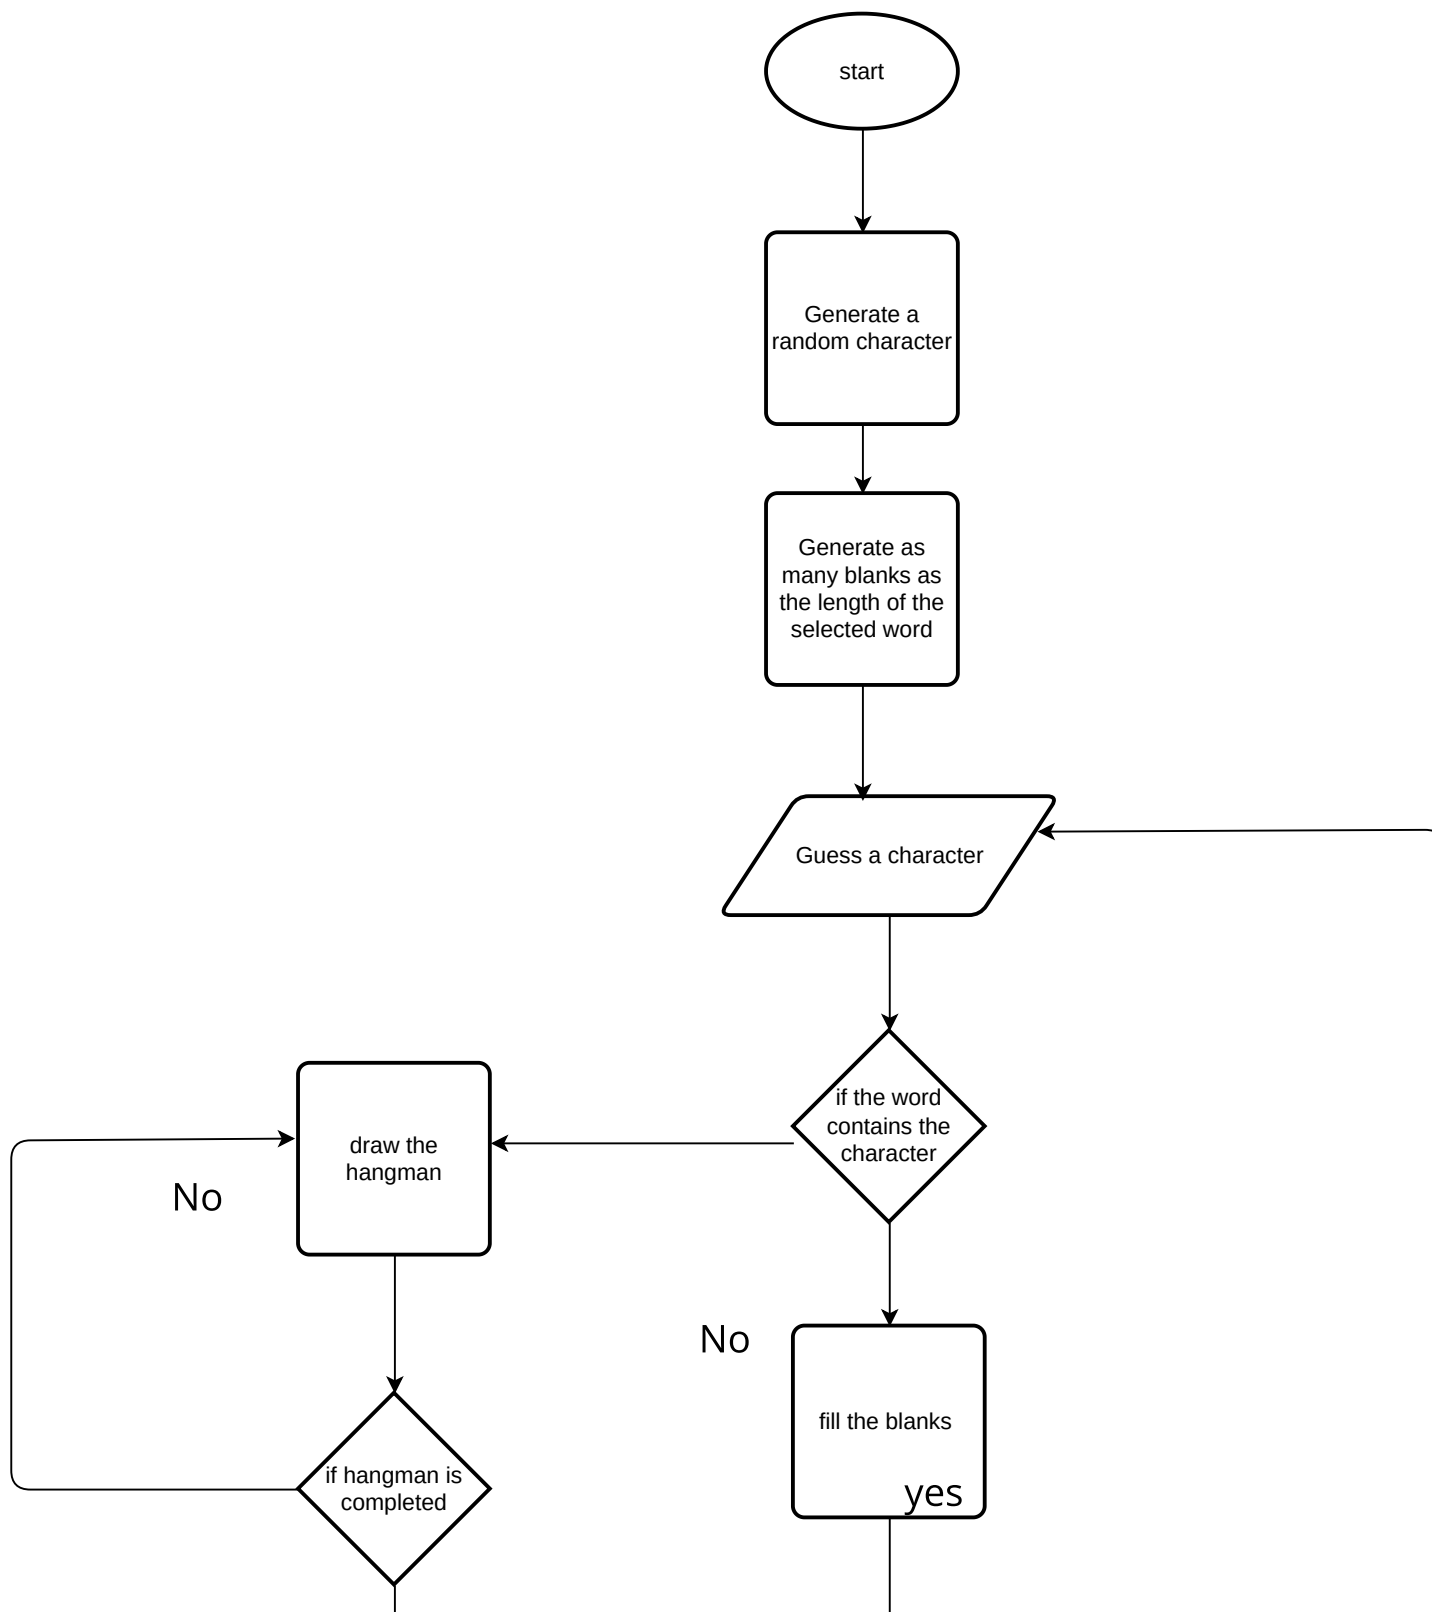 start
Generate a
random character
Generate as
many blanks as
the length of the
selected word
Guess a character
if the word
contains the
character
draw the
hangman
No
No
fill the blanks
yes
if hangman is
completed